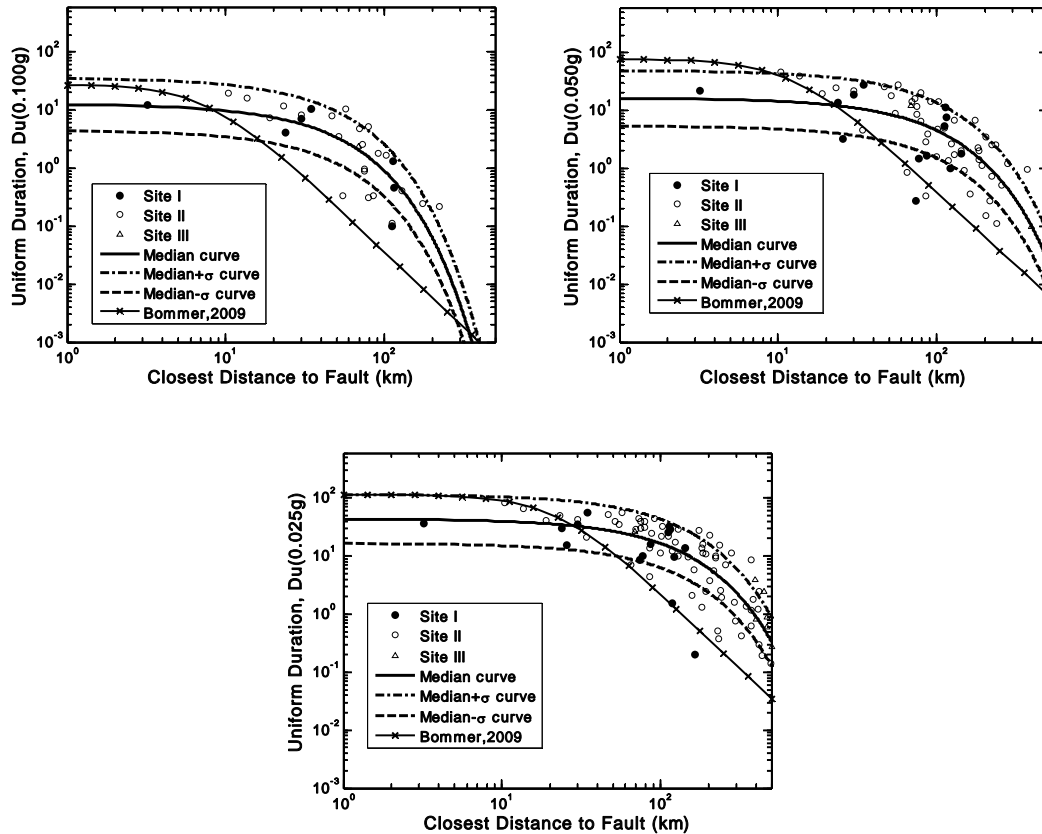 Uniform Duration, Du(0.100g)
10²
10¹
10⁰
10⁻¹
10⁻²
10⁻³
Site I
Site II
Site III
Median curve
Median+σ curve
Median-σ curve
Bommer,2009
10⁰
10¹
10²
Closest Distance to Fault (km)
Uniform Duration, Du(0.050g)
10²
10¹
10⁰
10⁻¹
10⁻²
10⁻³
Site I
Site II
Site III
Median curve
Median+σ curve
Median-σ curve
Bommer,2009
10⁰
10¹
10²
Closest Distance to Fault (km)
Uniform Duration, Du(0.025g)
10²
10¹
10⁰
10⁻¹
10⁻²
10⁻³
Site I
Site II
Site III
Median curve
Median+σ curve
Median-σ curve
Bommer,2009
10⁰
10¹
10²
Closest Distance to Fault (km)